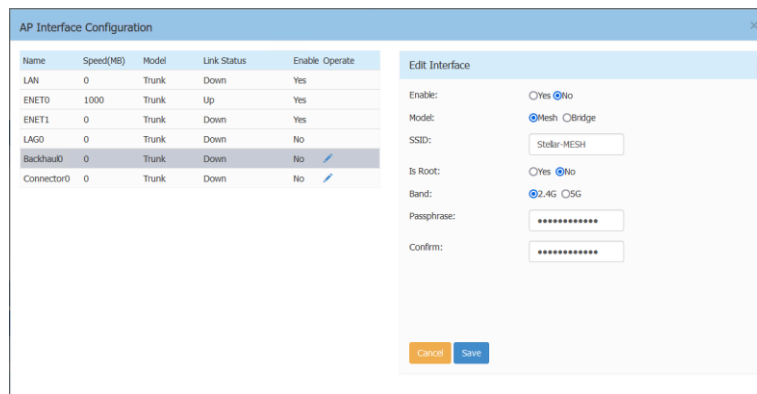 AP Interface Configuration
×
Name Speed(MB) Model Link Status Enable Operate
LAN 0 Trunk Down Yes
ENET0 1000 Trunk Up Yes
ENET1 0 Trunk Down Yes
LAG0 0 Trunk Down No
Backhaul0 0 Trunk Down No
Connector0 0 Trunk Down No
Edit Interface
Enable: Yes No
Model: Mesh Bridge
SSID: Stellar-MESH
Is Root: Yes No
Band: 2.4G 5G
Passphrase: ••••••••••••
Confirm: ••••••••••••
Cancel Save